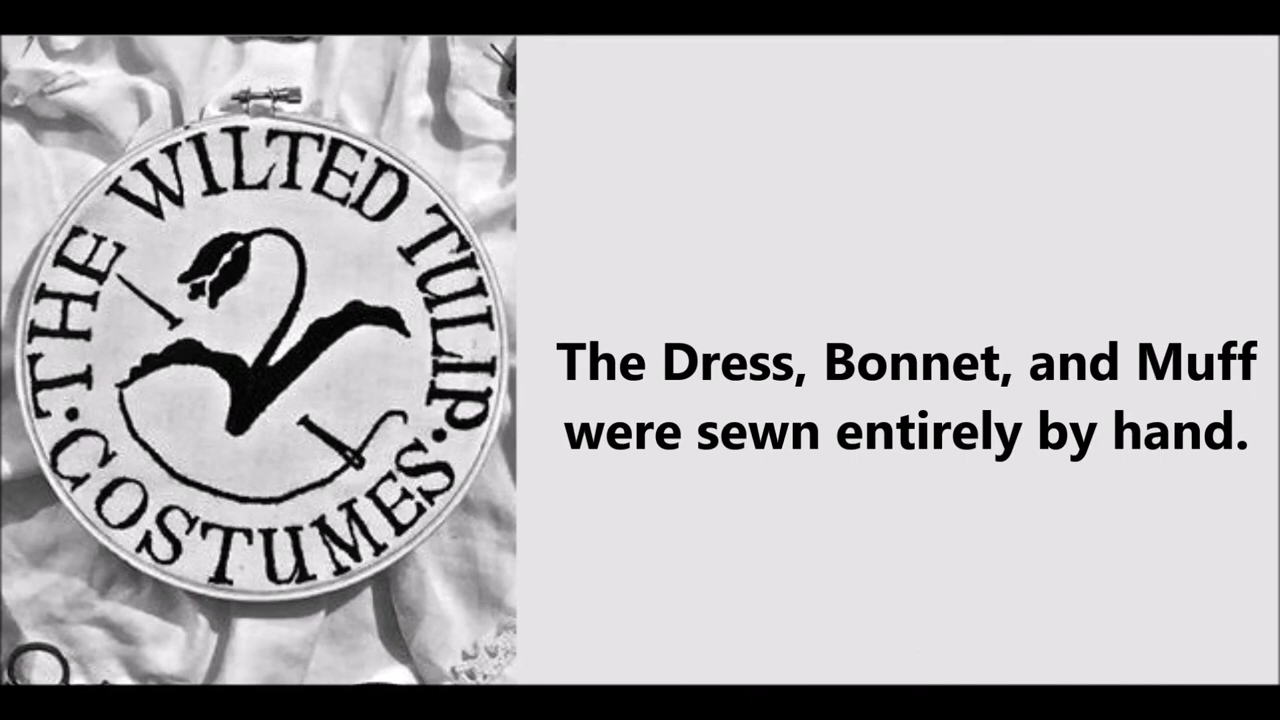 THE WILTED TULIP
· COSTUMES ·
The Dress, Bonnet, and Muff
were sewn entirely by hand.